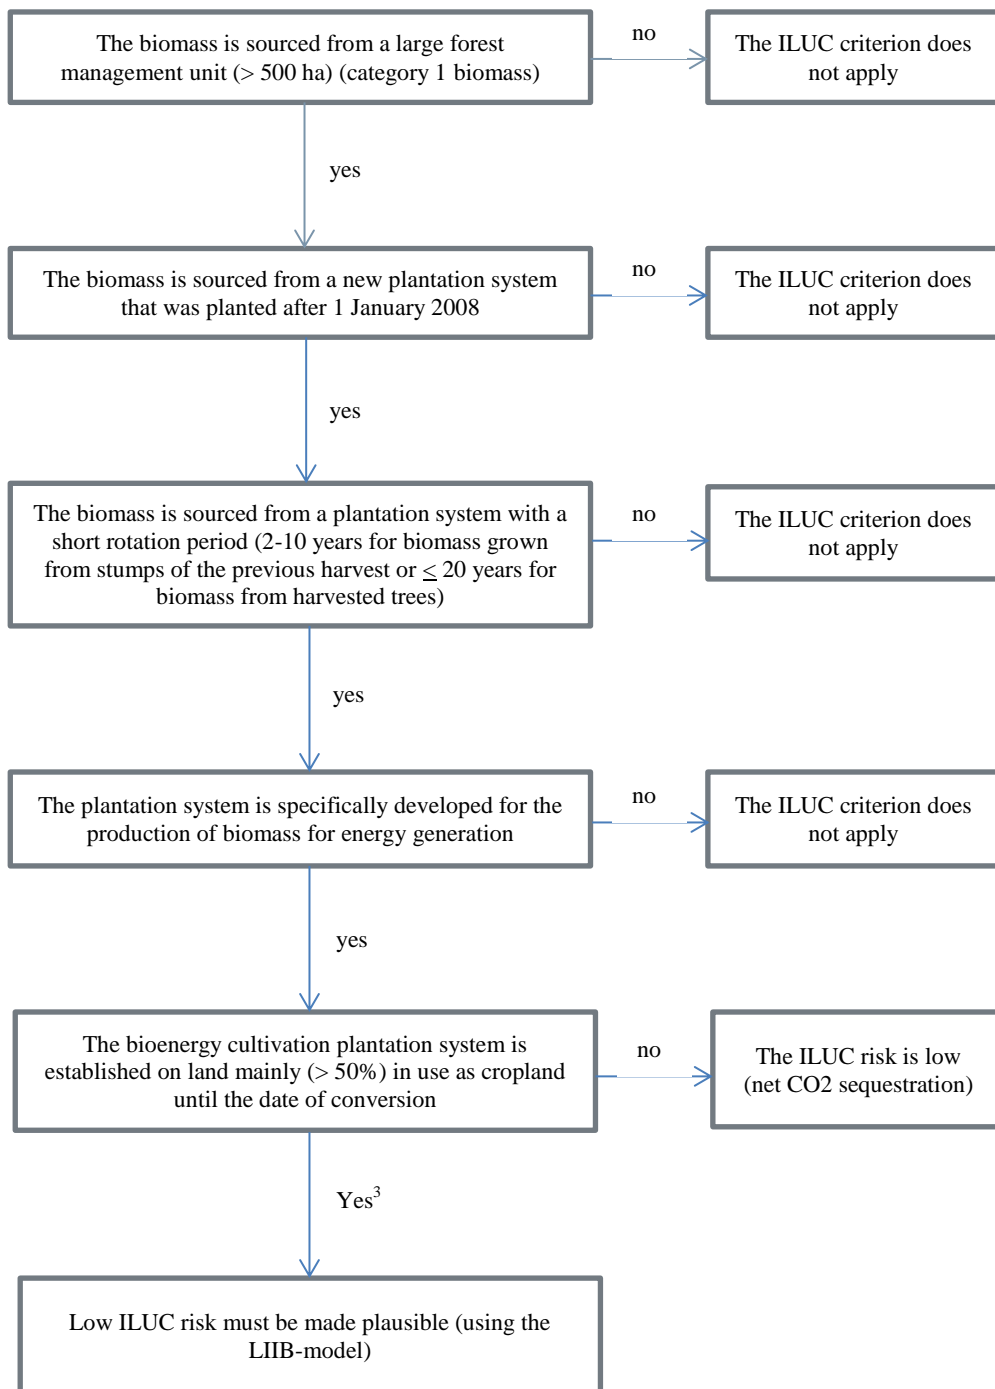 The biomass is sourced from a large forest
management unit (> 500 ha) (category 1 biomass)
no
The ILUC criterion does
not apply
yes
The biomass is sourced from a new plantation system
that was planted after 1 January 2008
no
The ILUC criterion does
not apply
yes
The biomass is sourced from a plantation system with a
short rotation period (2-10 years for biomass grown
from stumps of the previous harvest or ≤ 20 years for
biomass from harvested trees)
no
The ILUC criterion does
not apply
yes
The plantation system is specifically developed for the
production of biomass for energy generation
no
The ILUC criterion does
not apply
yes
The bioenergy cultivation plantation system is
established on land mainly (> 50%) in use as cropland
until the date of conversion
no
The ILUC risk is low
(net CO2 sequestration)
Yes³
Low ILUC risk must be made plausible (using the
LIIB-model)